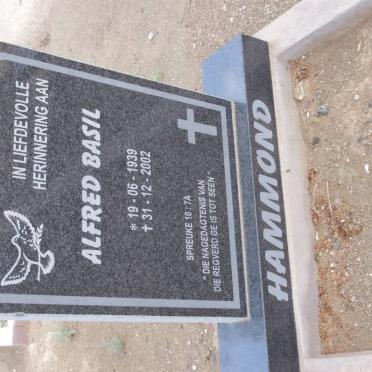 IN LIEFDEVOLLE
HERINNERING AAN
ALFRED BASIL
* 19 - 06 - 1939
✝ 31 - 12 - 2002
SPREUKE 10 : 7A
" DIE NAGEDAGTENIS VAN
DIE REGVERDIGE IS TOT SEËN "
HAMMOND